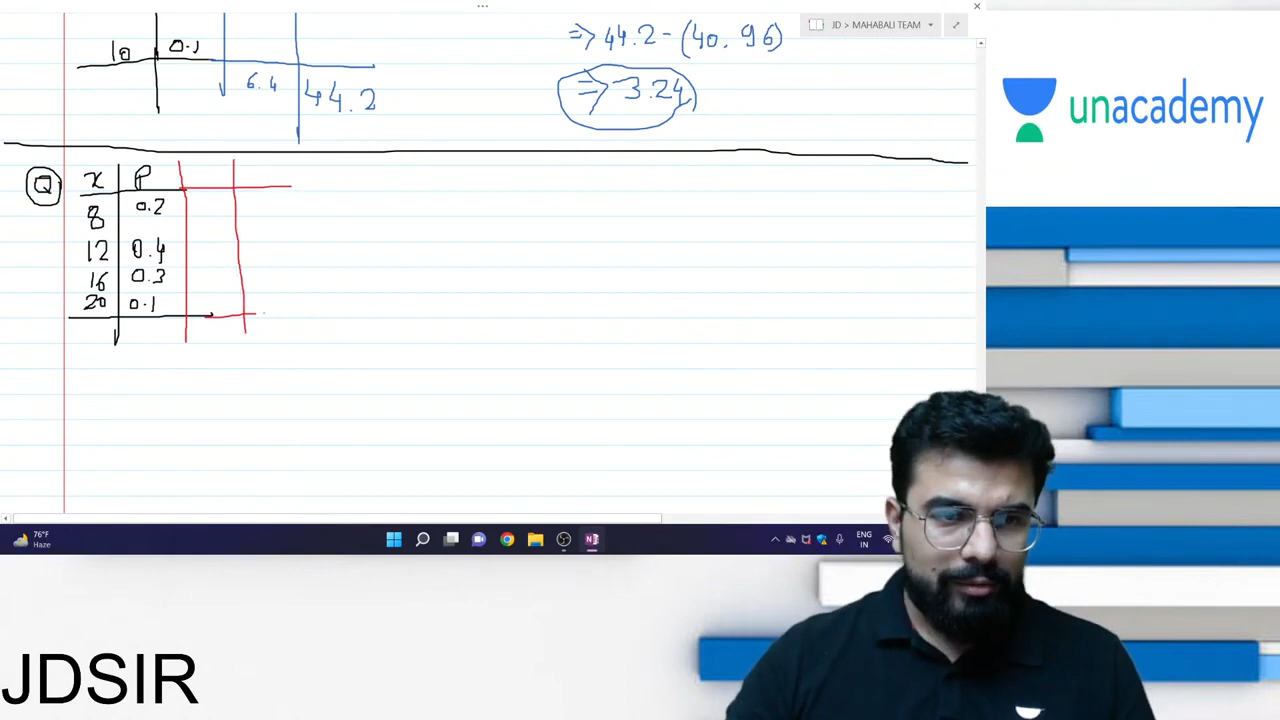 JD > MAHABALI TEAM
=> 44.2 - (40.96)
10 0.1
6.4 44.2
=> 3.24
unacademy
Q x P
8 0.2
12 0.4
16 0.3
20 0.1
76°F
Haze
ENG
IN
JDSIR